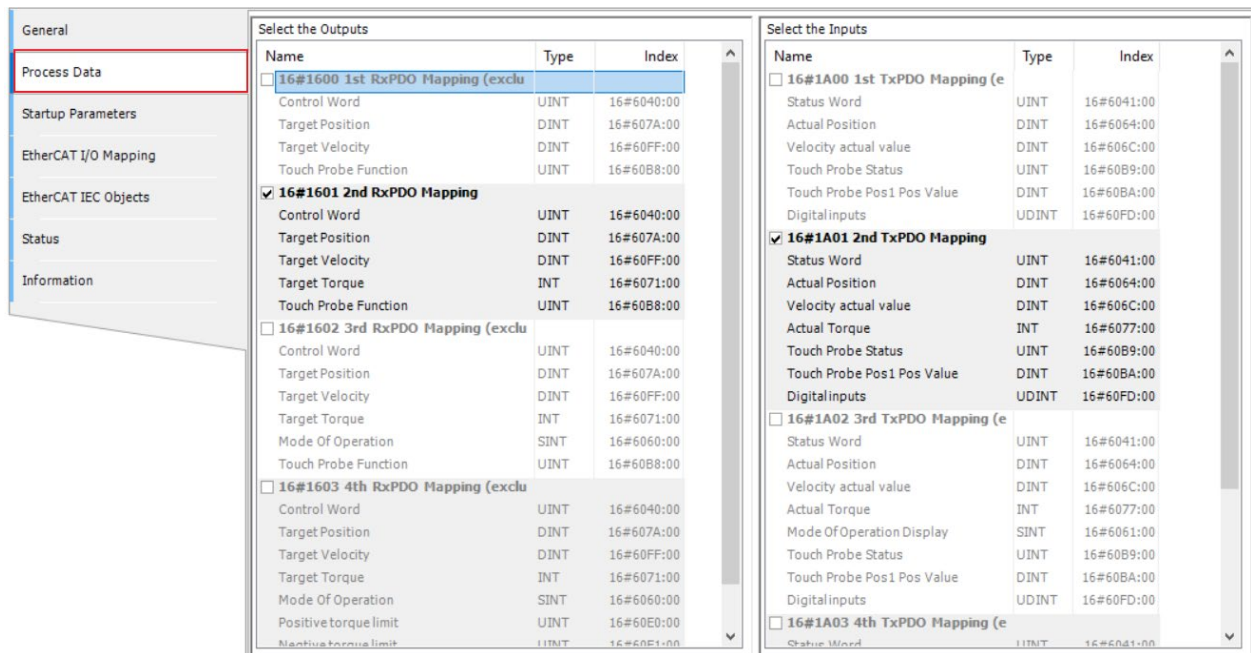 General
Process Data
Startup Parameters
EtherCAT I/O Mapping
EtherCAT IEC Objects
Status
Information
Select the Outputs
Name Type Index
16#1600 1st RxPDO Mapping (exclu
Control Word UINT 16#6040:00
Target Position DINT 16#607A:00
Target Velocity DINT 16#60FF:00
Touch Probe Function UINT 16#60B8:00
16#1601 2nd RxPDO Mapping
Control Word UINT 16#6040:00
Target Position DINT 16#607A:00
Target Velocity DINT 16#60FF:00
Target Torque INT 16#6071:00
Touch Probe Function UINT 16#60B8:00
16#1602 3rd RxPDO Mapping (exclu
Control Word UINT 16#6040:00
Target Position DINT 16#607A:00
Target Velocity DINT 16#60FF:00
Target Torque INT 16#6071:00
Mode Of Operation SINT 16#6060:00
Touch Probe Function UINT 16#60B8:00
16#1603 4th RxPDO Mapping (exclu
Control Word UINT 16#6040:00
Target Position DINT 16#607A:00
Target Velocity DINT 16#60FF:00
Target Torque INT 16#6071:00
Mode Of Operation SINT 16#6060:00
Positive torque limit UINT 16#60E0:00
Negtive torque limit UINT 16#60E1:00
Select the Inputs
Name Type Index
16#1A00 1st TxPDO Mapping (e
Status Word UINT 16#6041:00
Actual Position DINT 16#6064:00
Velocity actual value DINT 16#606C:00
Touch Probe Status UINT 16#60B9:00
Touch Probe Pos1 Pos Value DINT 16#60BA:00
Digitalinputs UDINT 16#60FD:00
16#1A01 2nd TxPDO Mapping
Status Word UINT 16#6041:00
Actual Position DINT 16#6064:00
Velocity actual value DINT 16#606C:00
Actual Torque INT 16#6077:00
Touch Probe Status UINT 16#60B9:00
Touch Probe Pos1 Pos Value DINT 16#60BA:00
Digitalinputs UDINT 16#60FD:00
16#1A02 3rd TxPDO Mapping (e
Status Word UINT 16#6041:00
Actual Position DINT 16#6064:00
Velocity actual value DINT 16#606C:00
Actual Torque INT 16#6077:00
Mode Of Operation Display SINT 16#6061:00
Touch Probe Status UINT 16#60B9:00
Touch Probe Pos1 Pos Value DINT 16#60BA:00
Digitalinputs UDINT 16#60FD:00
16#1A03 4th TxPDO Mapping (e
Status Word UINT 16#6041:00